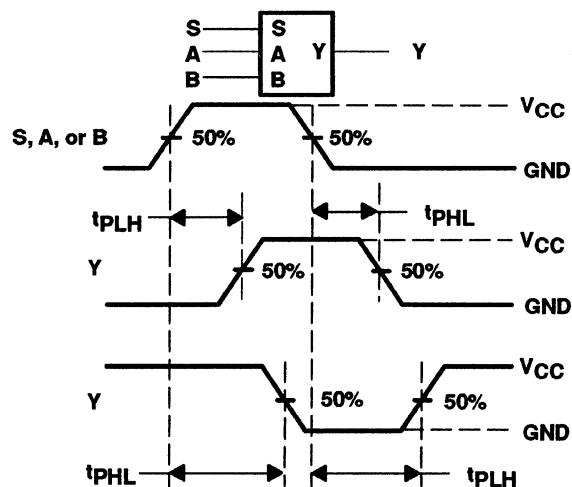 S S
A A Y Y
B B
S, A, or B 50% 50% VCC
GND
tPLH tPHL
Y 50% 50% VCC
GND
Y 50% 50% VCC
GND
tPHL tPLH